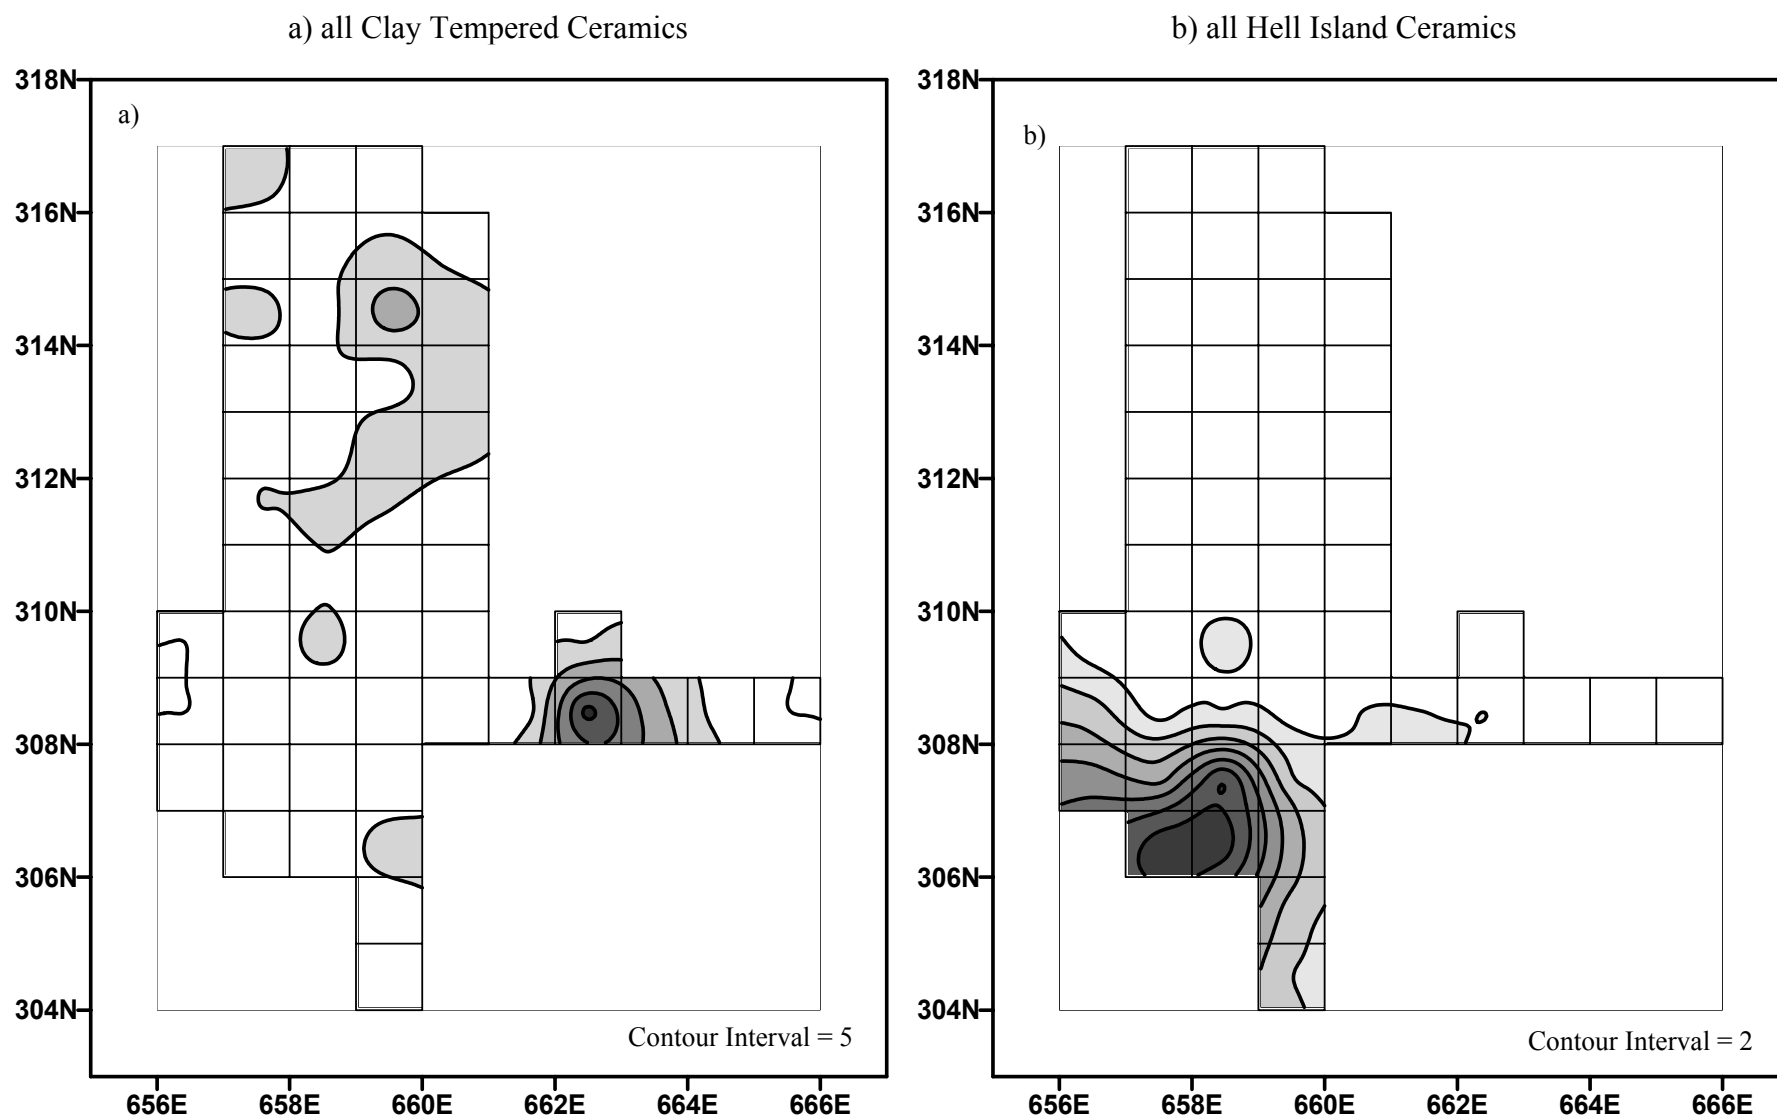 a) all Clay Tempered Ceramics
b) all Hell Island Ceramics
318N
316N
314N
312N
310N
308N
306N
304N
a)
Contour Interval = 5
656E 658E 660E 662E 664E 666E
318N
316N
314N
312N
310N
308N
306N
304N
b)
Contour Interval = 2
656E 658E 660E 662E 664E 666E